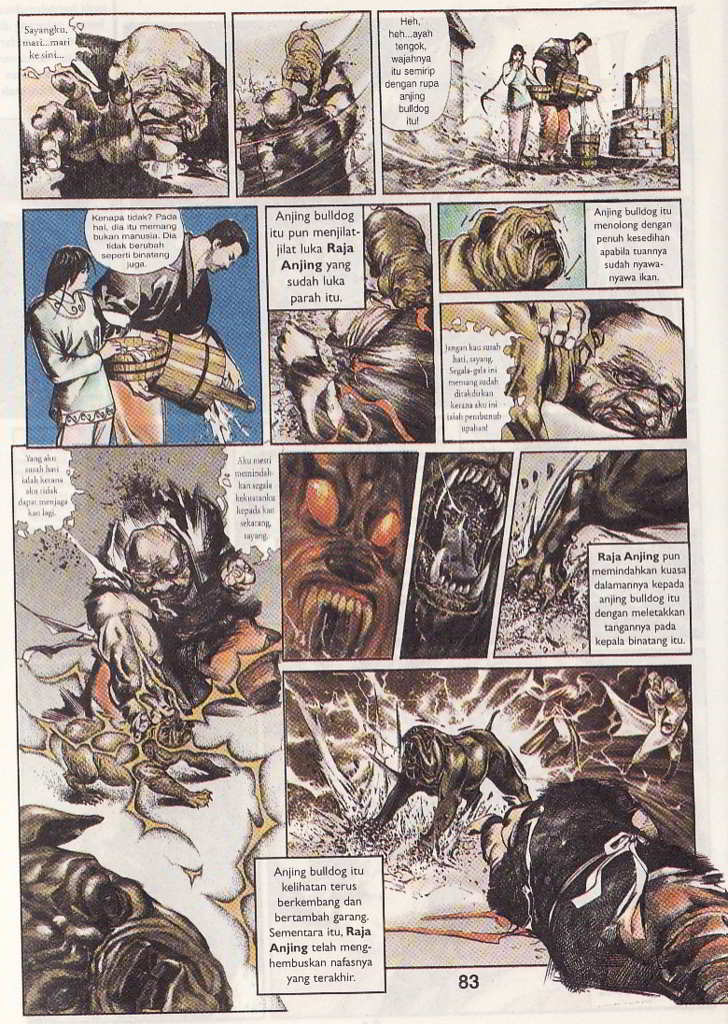 Sayangku,
mari...mari
ke sini...
Heh,
heh...ayah
tengok,
wajahnya
itu semirip
dengan rupa
anjing
bulldog
itu!
Kenapa tidak? Pada
hal, dia itu memang
bukan manusia. Dia
tidak berubah
seperti binatang
juga.
Anjing bulldog
itu pun menjilat-
jilat luka Raja
Anjing yang
sudah luka
parah itu.
Anjing bulldog itu
menolong dengan
penuh kesedihan
apabila tuannya
sudah nyawa-
nyawa ikan.
Jangan kau susah
hati, sayang.
Segala-gala ini
memang sudah
ditakdirkan
kerana aku ini
ialah pembunuh
upahan!
Yang aku
susah hati
ialah kerana
aku tidak
dapat menjaga
kau lagi.
Aku mesti
memindah-
kan segala
kekuatanku
kepada kau
sekarang,
sayang.
Raja Anjing pun
memindahkan kuasa
dalamannya kepada
anjing bulldog itu
dengan meletakkan
tangannya pada
kepala binatang itu.
Anjing bulldog itu
kelihatan terus
berkembang dan
bertambah garang.
Sementara itu, Raja
Anjing telah meng-
hembuskan nafasnya
yang terakhir.
83